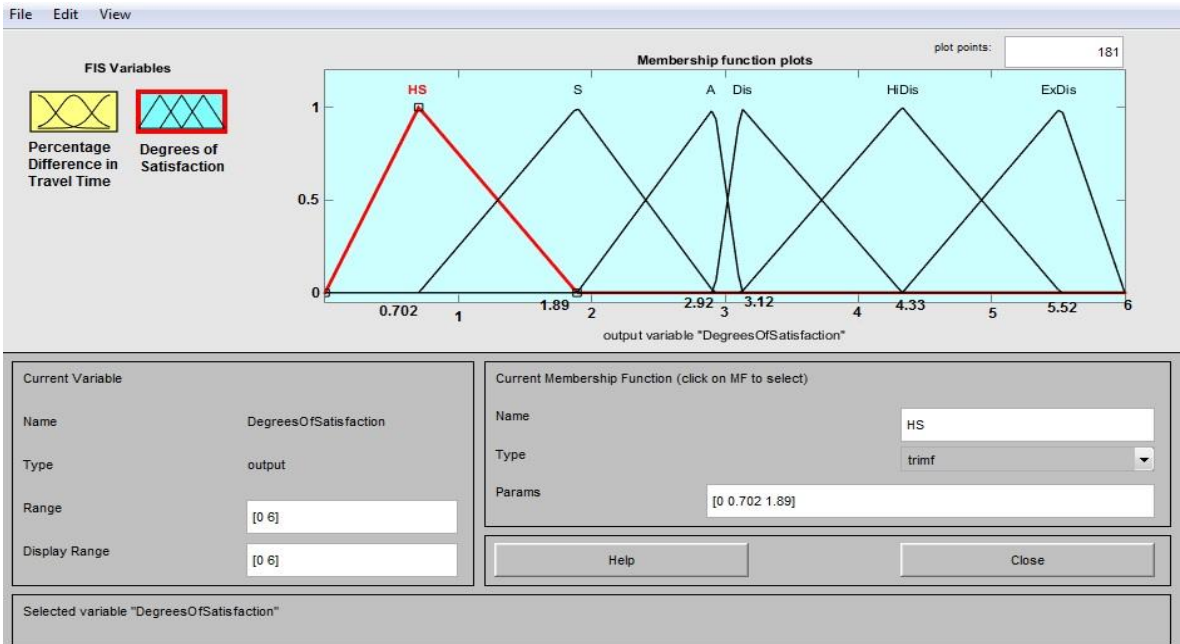 File Edit View
FIS Variables
Percentage
Difference in
Travel Time
Degrees of
Satisfaction
Membership function plots
plot points: 181
HS S A Dis HiDis ExDis
1
0.5
0
0.702 1 1.89 2 2.92 3 3.12 4 4.33 5 5.52 6
output variable "DegreesOfSatisfaction"
Current Variable
Name DegreesOfSatisfaction
Type output
Range [0 6]
Display Range [0 6]
Current Membership Function (click on MF to select)
Name HS
Type trimf
Params [0 0.702 1.89]
Help Close
Selected variable "DegreesOfSatisfaction"